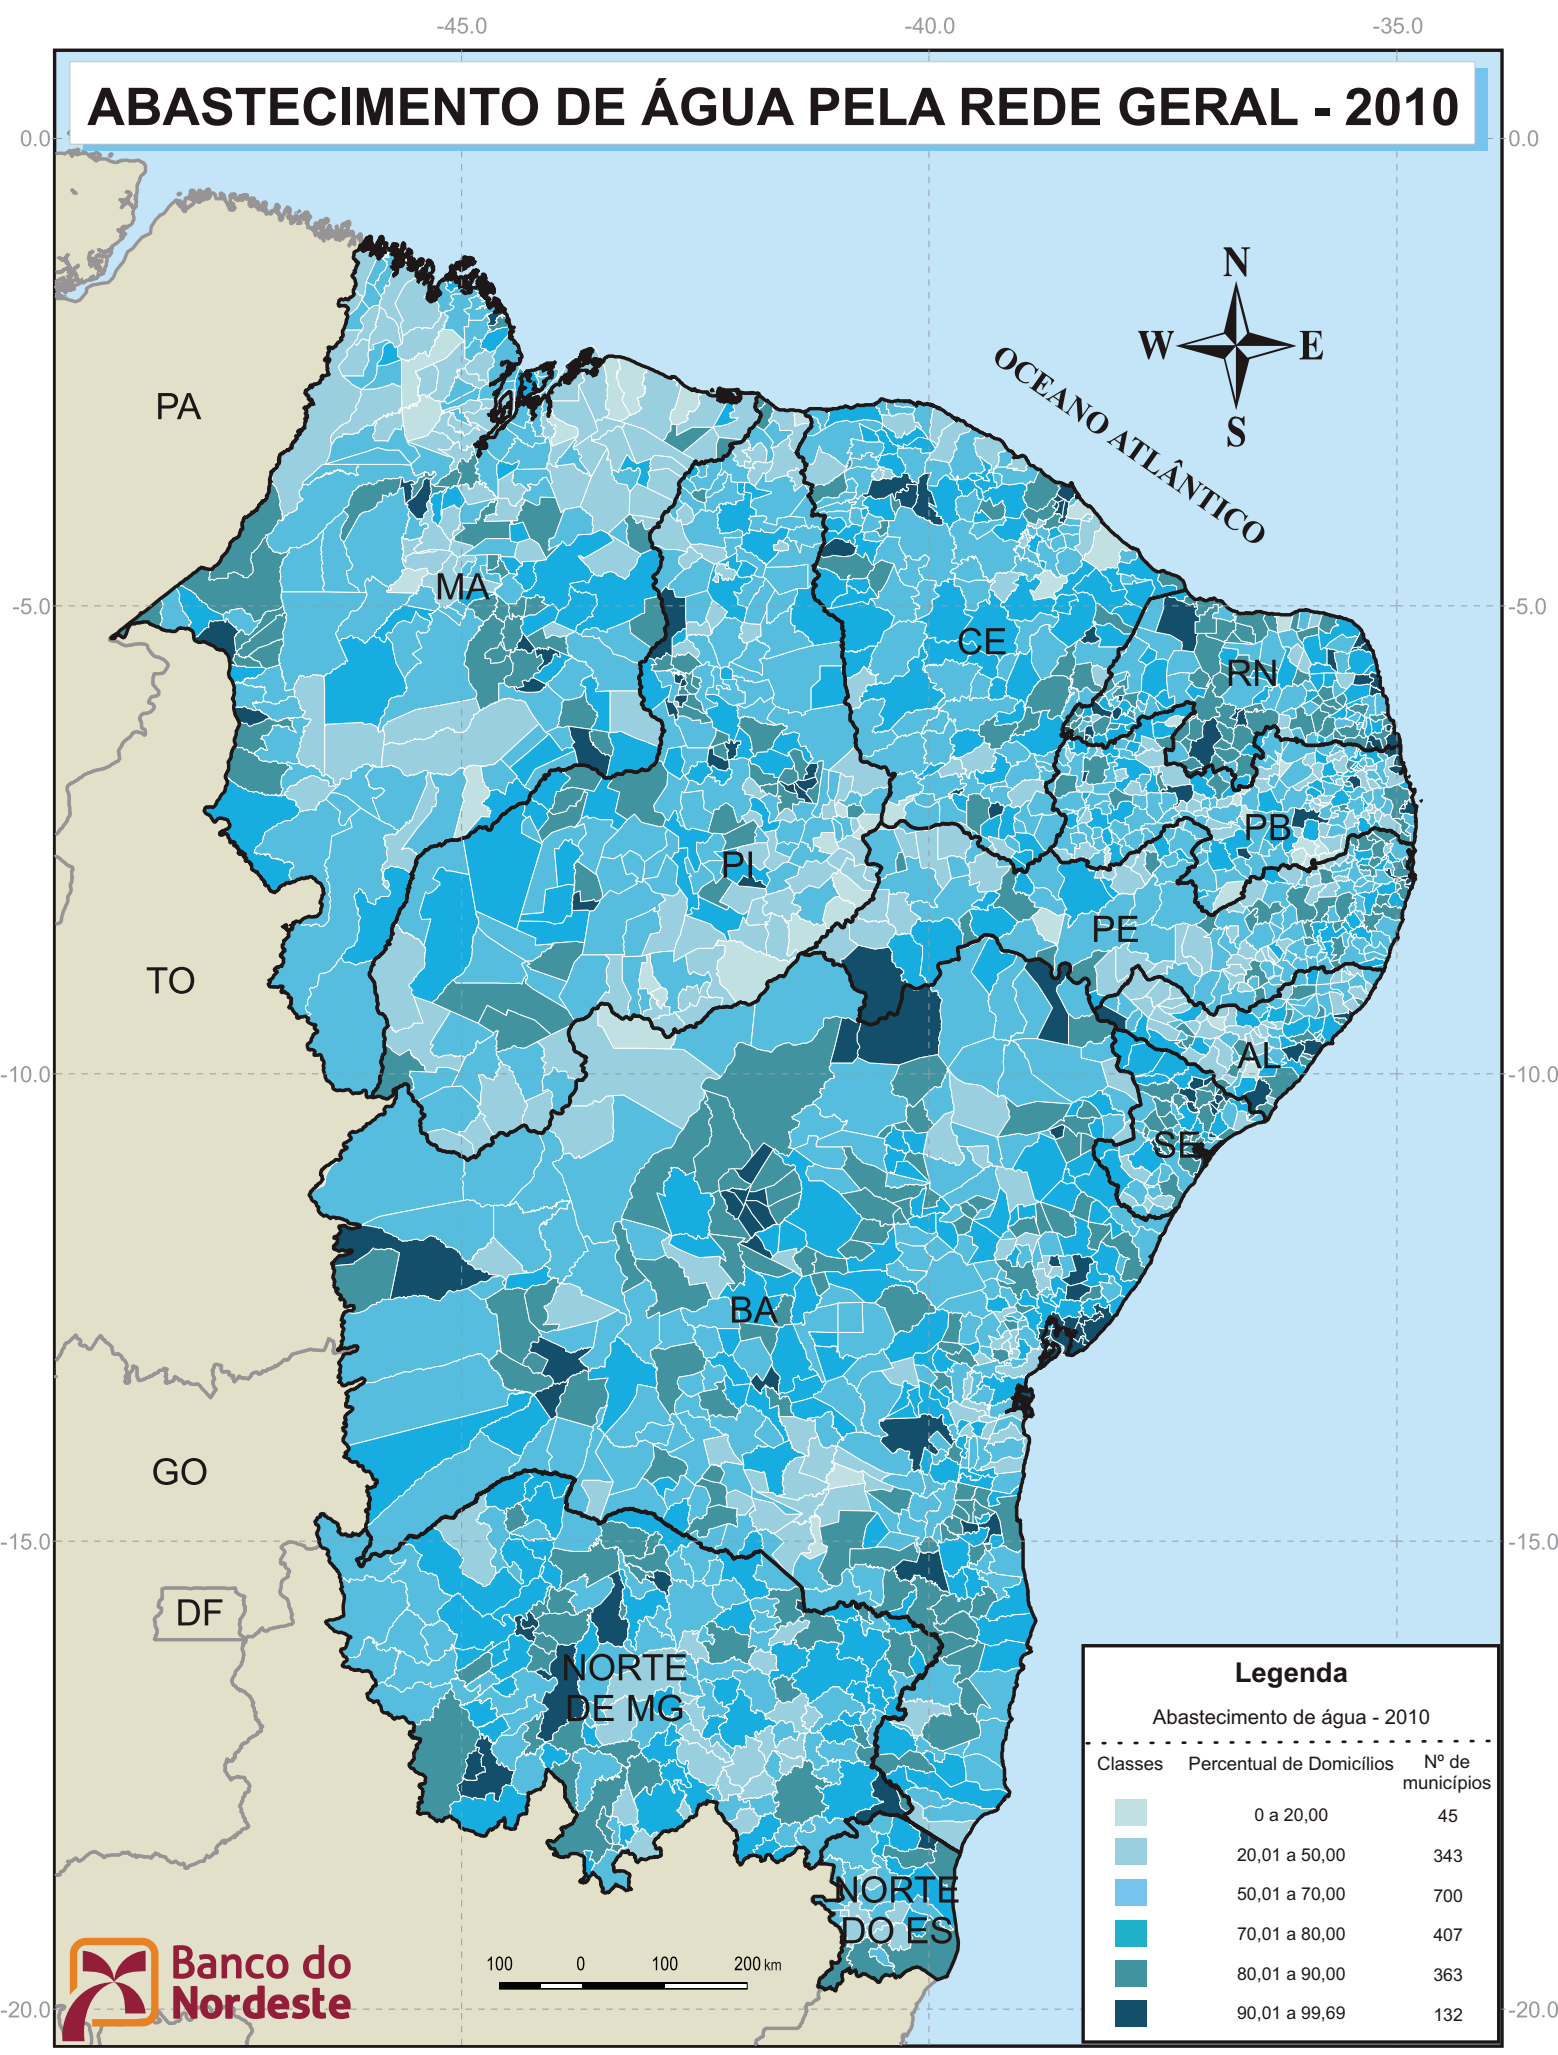 -45.0 -40.0 -35.0
ABASTECIMENTO DE ÁGUA PELA REDE GERAL - 2010
0.0 0.0
N
W E
S
OCEANO ATLÂNTICO
PA
MA
-5.0 -5.0
CE
RN
PB
PI
PE
TO
AL
-10.0 -10.0
SE
BA
GO
-15.0 -15.0
DF
NORTE
DE MG
NORTE
DO ES
Legenda
Abastecimento de água - 2010
Classes Percentual de Domicílios Nº de
municípios
0 a 20,00 45
20,01 a 50,00 343
50,01 a 70,00 700
70,01 a 80,00 407
80,01 a 90,00 363
90,01 a 99,69 132
Banco do
Nordeste
100 0 100 200 km
-20.0 -20.0